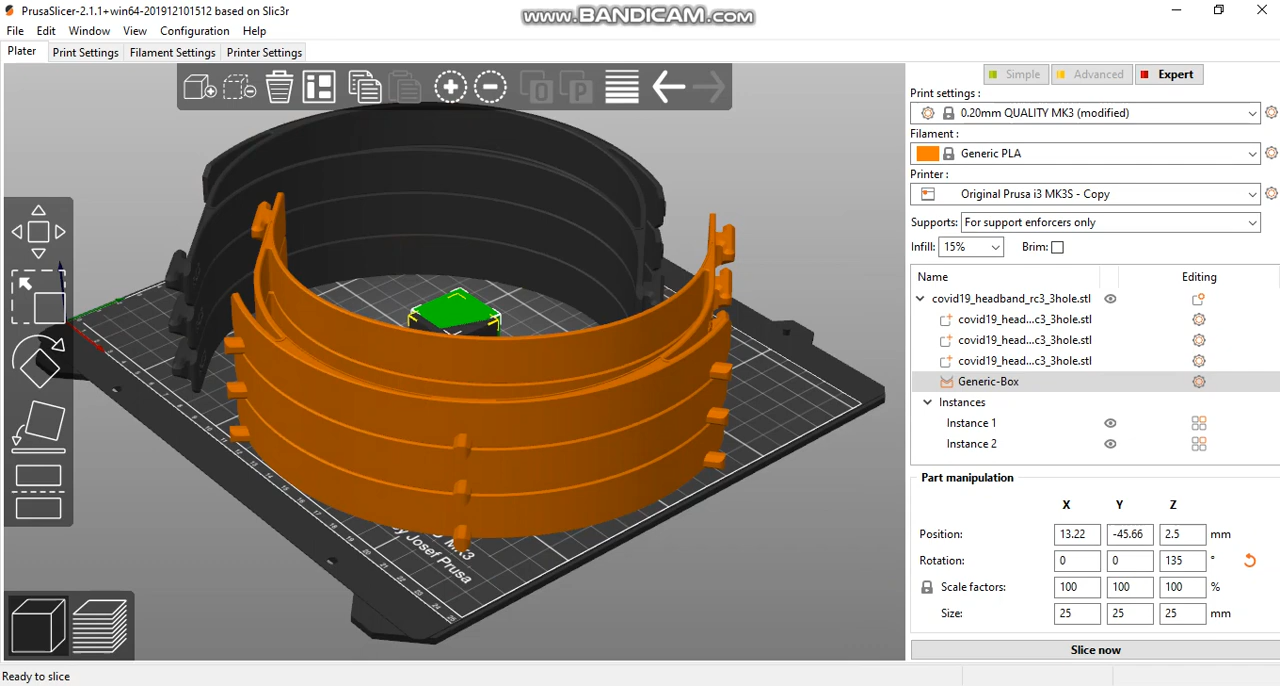 PrusaSlicer-2.1.1+win64-201912101512 based on Slic3r
www.BANDICAM.com
File Edit Window View Configuration Help
Plater Print Settings Filament Settings Printer Settings
Simple Advanced Expert
Print settings :
0.20mm QUALITY MK3 (modified)
Filament :
Generic PLA
Printer :
Original Prusa i3 MK3S - Copy
Supports: For support enforcers only
Infill: 15% Brim:
Name Editing
covid19_headband_rc3_3hole.stl
covid19_head...c3_3hole.stl
covid19_head...c3_3hole.stl
covid19_head...c3_3hole.stl
Generic-Box
Instances
Instance 1
Instance 2
Part manipulation
X Y Z
Position: 13.22 -45.66 2.5 mm
Rotation: 0 0 135 °
Scale factors: 100 100 100 %
Size: 25 25 25 mm
Slice now
MK3
by Josef Prusa
Ready to slice